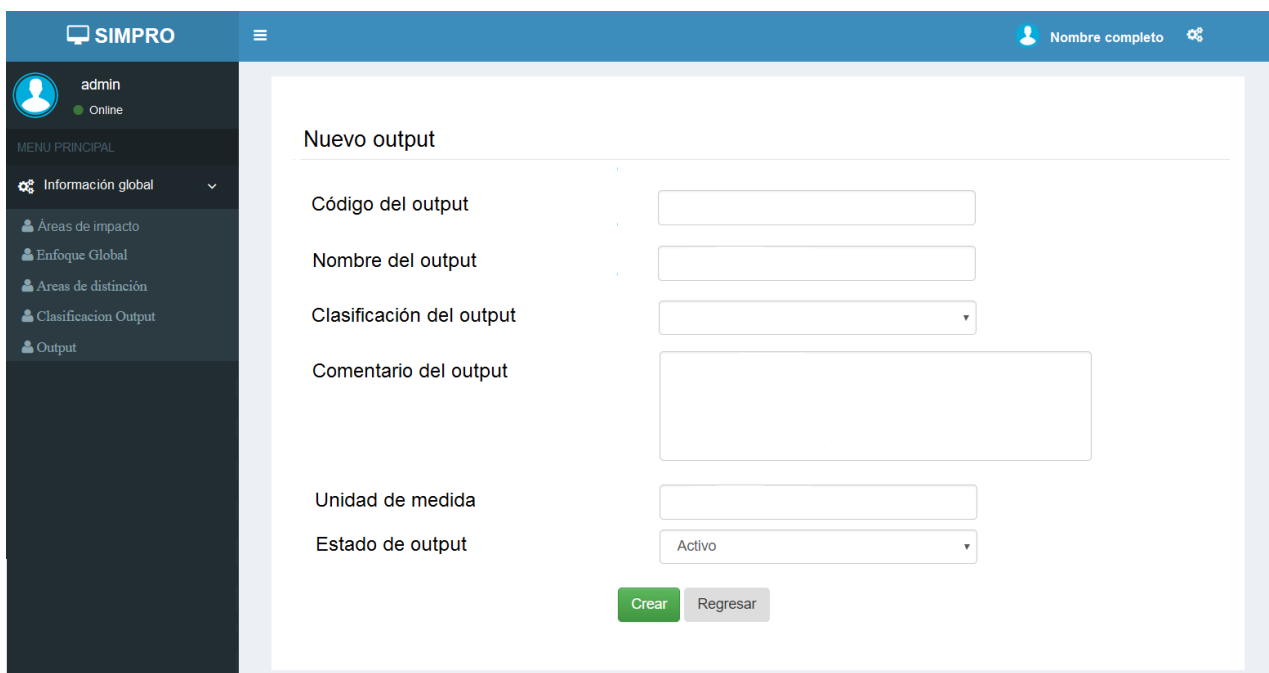 SIMPRO
Nombre completo
admin
Online
MENU PRINCIPAL
Información global
Áreas de impacto
Enfoque Global
Areas de distinción
Clasificacion Output
Output
Nuevo output
Código del output
Nombre del output
Clasificación del output
Comentario del output
Unidad de medida
Estado de output
Activo
Crear
Regresar